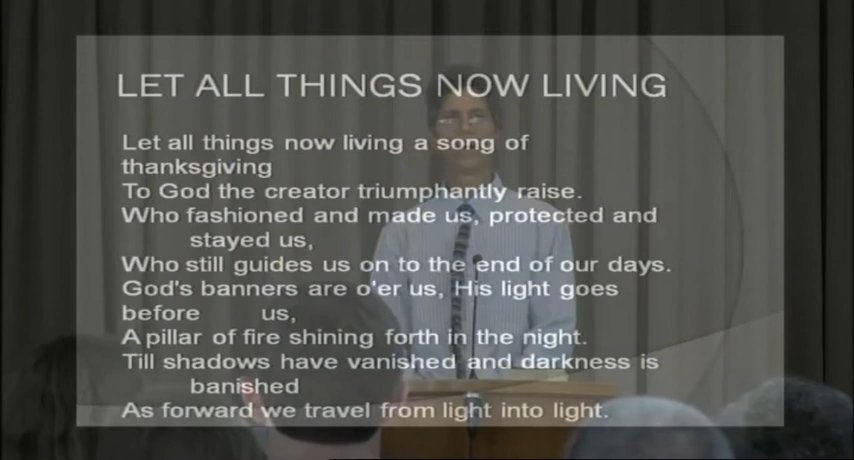 LET ALL THINGS NOW LIVING
Let all things now living a song of
thanksgiving
To God the creator triumphantly raise.
Who fashioned and made us, protected and
stayed us,
Who still guides us on to the end of our days.
God's banners are o'er us, His light goes
before us,
A pillar of fire shining forth in the night.
Till shadows have vanished and darkness is
banished
As forward we travel from light into light.